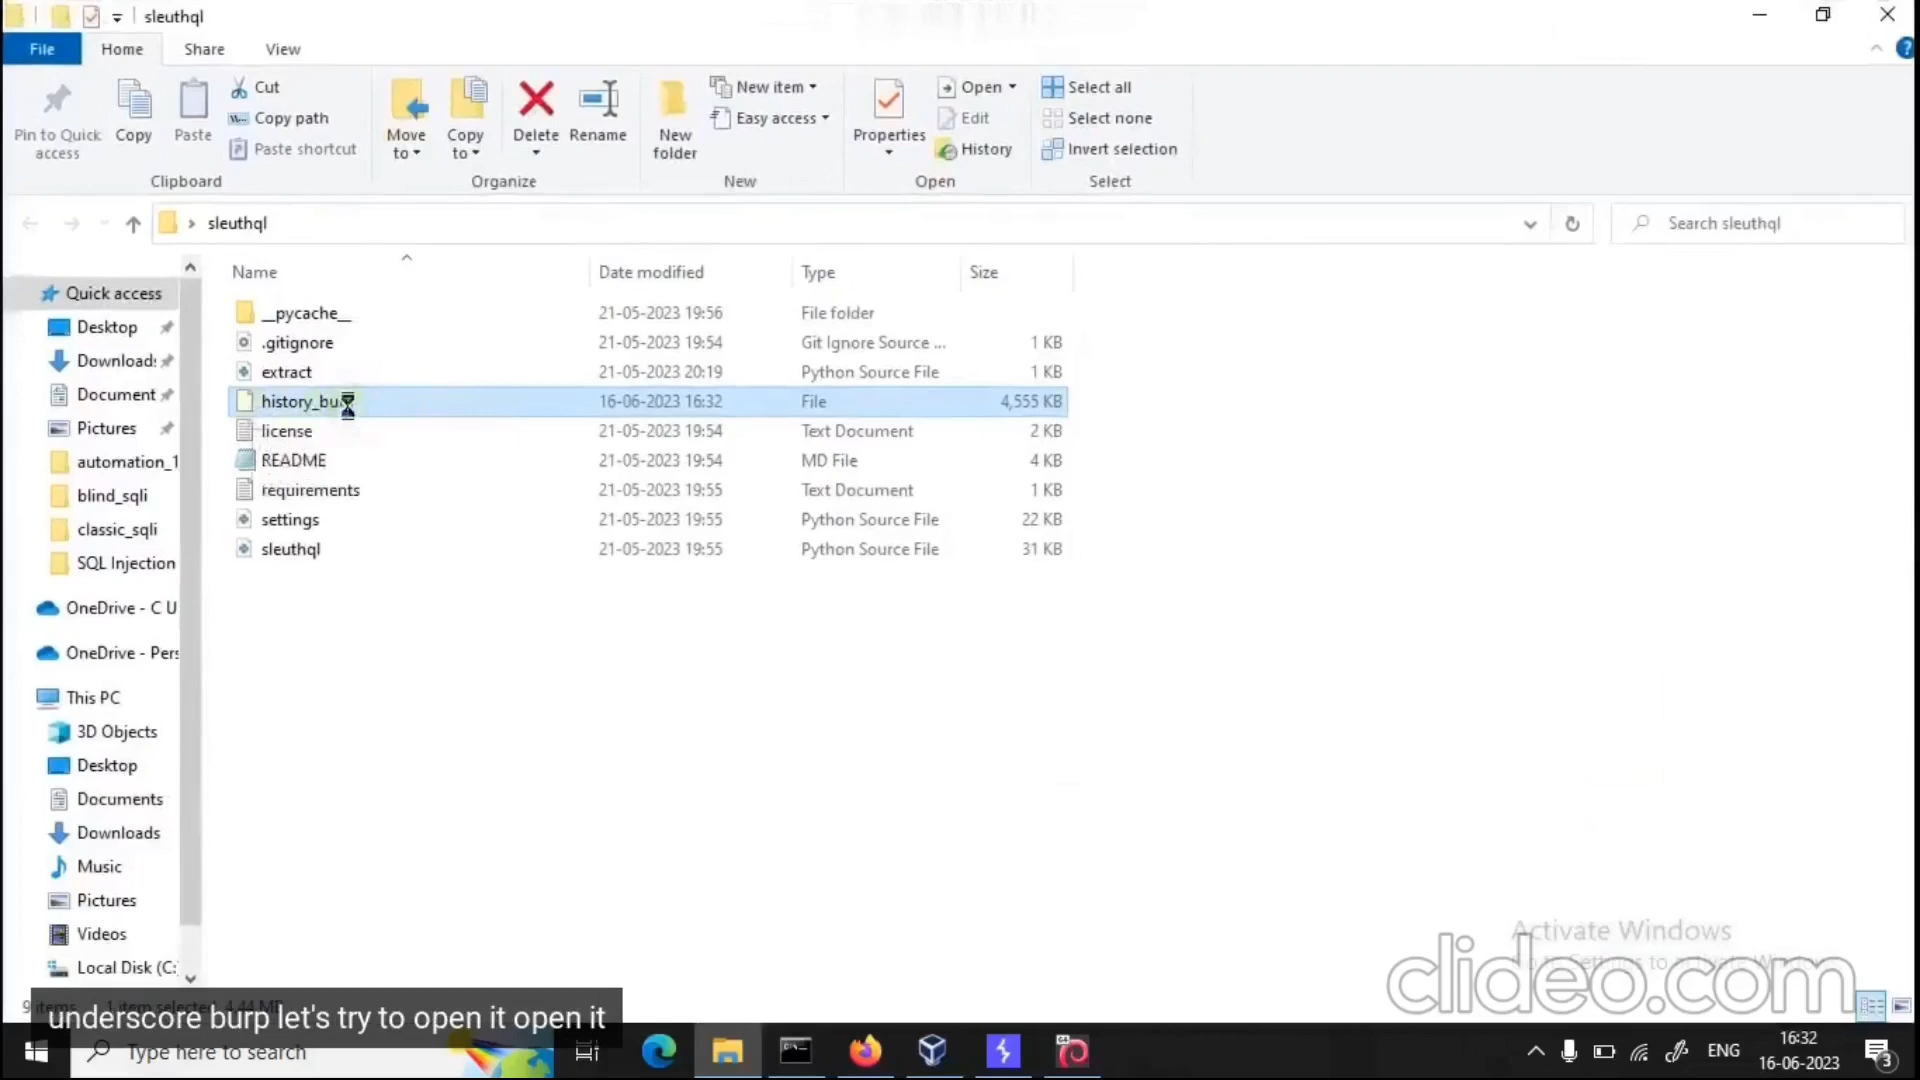 sleuthql
File Home Share View
Pin to Quick access
Copy
Paste
Cut
Copy path
Paste shortcut
Clipboard
Move to
Copy to
Delete
Rename
Organize
New folder
New item
Easy access
New
Properties
Open
Edit
History
Open
Select all
Select none
Invert selection
Select
sleuthql
Search sleuthql
Name Date modified Type Size
__pycache__ 21-05-2023 19:56 File folder
.gitignore 21-05-2023 19:54 Git Ignore Source ... 1 KB
extract 21-05-2023 20:19 Python Source File 1 KB
history_bu 16-06-2023 16:32 File 4,555 KB
license 21-05-2023 19:54 Text Document 2 KB
README 21-05-2023 19:54 MD File 4 KB
requirements 21-05-2023 19:55 Text Document 1 KB
settings 21-05-2023 19:55 Python Source File 22 KB
sleuthql 21-05-2023 19:55 Python Source File 31 KB
Quick access
Desktop
Download
Document
Pictures
automation_1
blind_sqli
classic_sqli
SQL Injection
OneDrive - C U
OneDrive - Pers
This PC
3D Objects
Desktop
Documents
Downloads
Music
Pictures
Videos
Local Disk (C:
Activate Windows
clideo.com
9 items 1 item selected 4.44 MB
underscore burp let's try to open it open it
Type here to search
ENG
16:32
16-06-2023
3